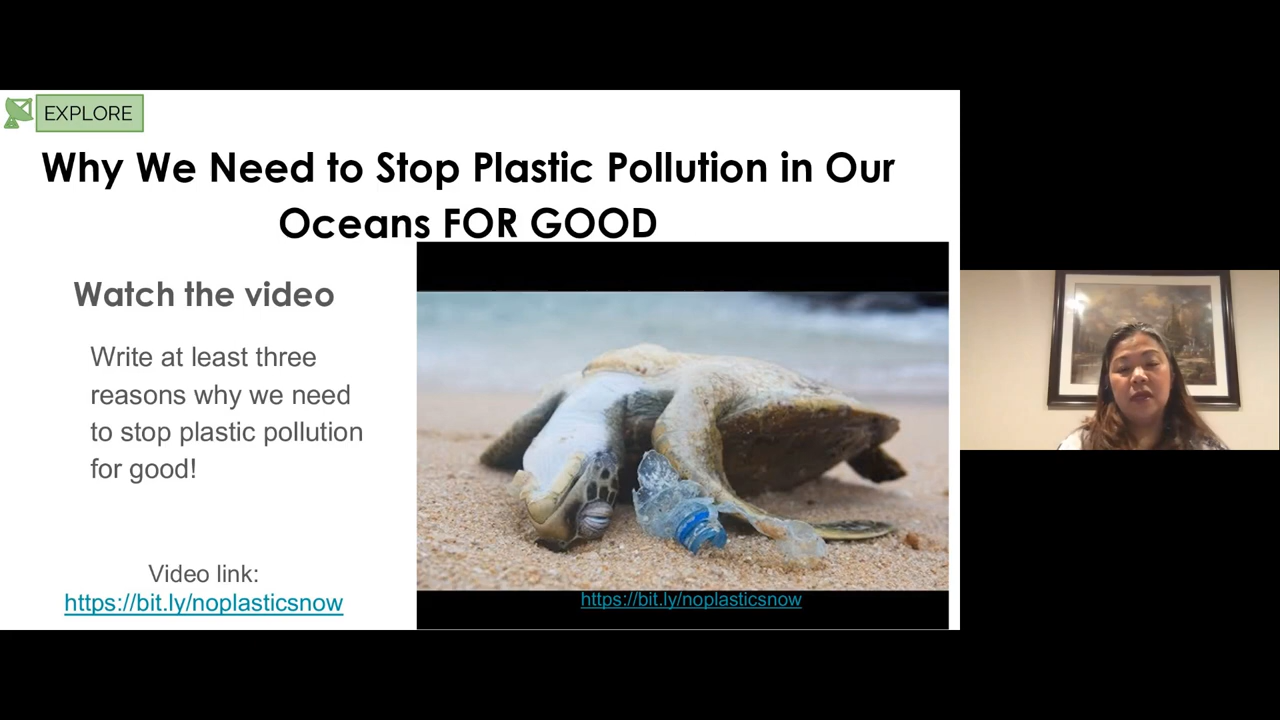 EXPLORE
Why We Need to Stop Plastic Pollution in Our
Oceans FOR GOOD
Watch the video
Write at least three
reasons why we need
to stop plastic pollution
for good!
Video link:
https://bit.ly/noplasticsnow
https://bit.ly/noplasticsnow